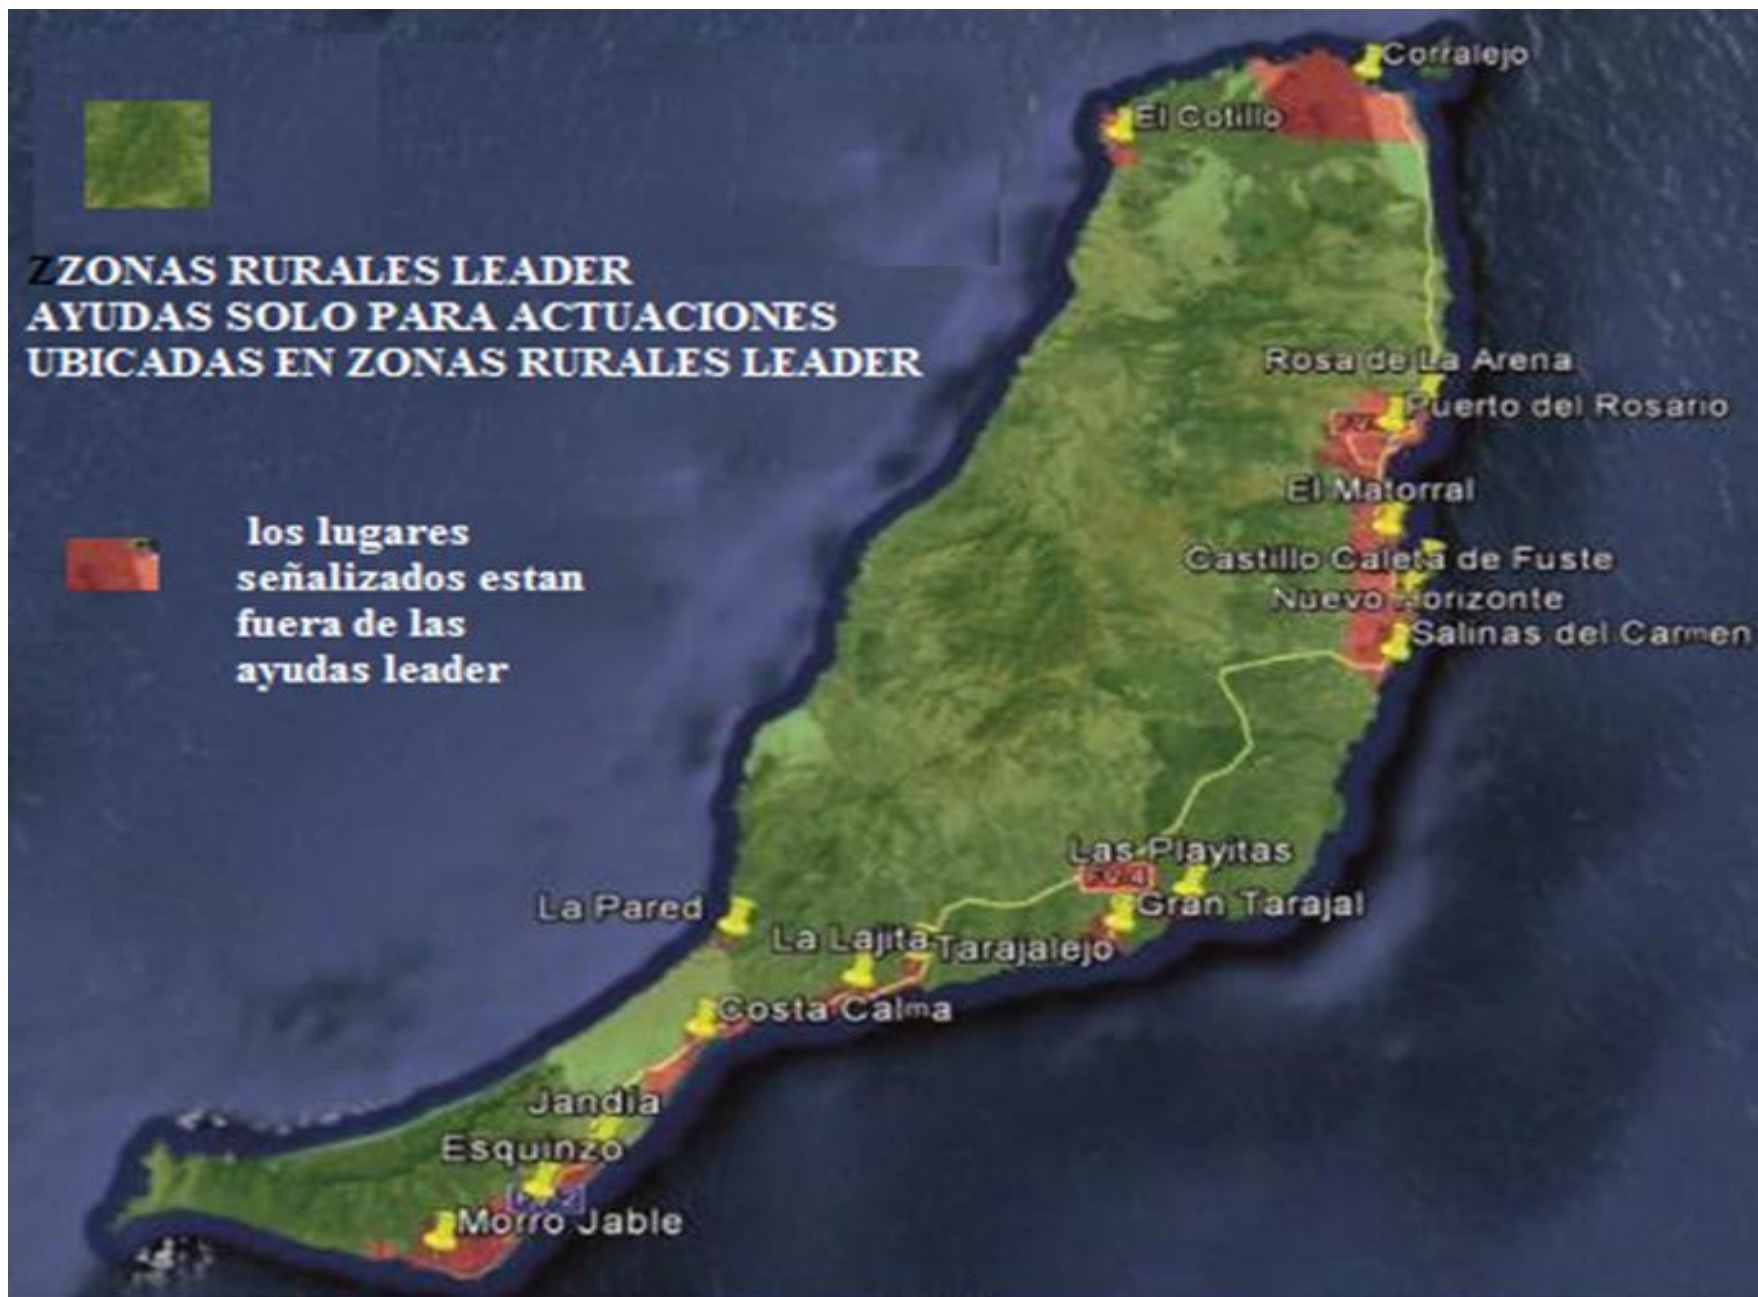 ZZONAS RURALES LEADER
AYUDAS SOLO PARA ACTUACIONES
UBICADAS EN ZONAS RURALES LEADER
los lugares
señalizados estan
fuera de las
ayudas leader
Corralejo
El Cotillo
Rosa de La Arena
Puerto del Rosario
El Matorral
Castillo Caleta de Fuste
Nuevo Horizonte
Salinas del Carmen
Las Playitas
Gran Tarajal
La Pared
La Lajita
Tarajalejo
Costa Calma
Jandía
Esquinzo
Morro Jable